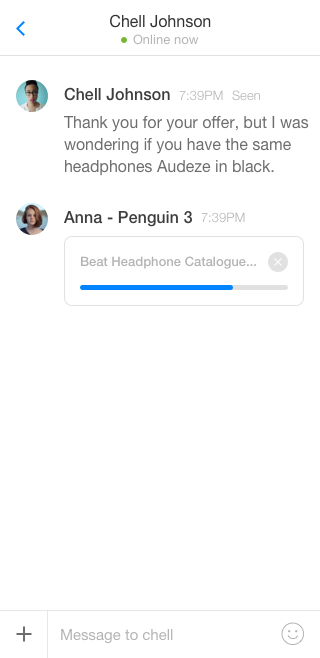 Chell Johnson
Online now
Chell Johnson 7:39PM Seen
Thank you for your offer, but I was
wondering if you have the same
headphones Audeze in black.
Anna - Penguin 3 7:39PM
Beat Headphone Catalogue...
Message to chell